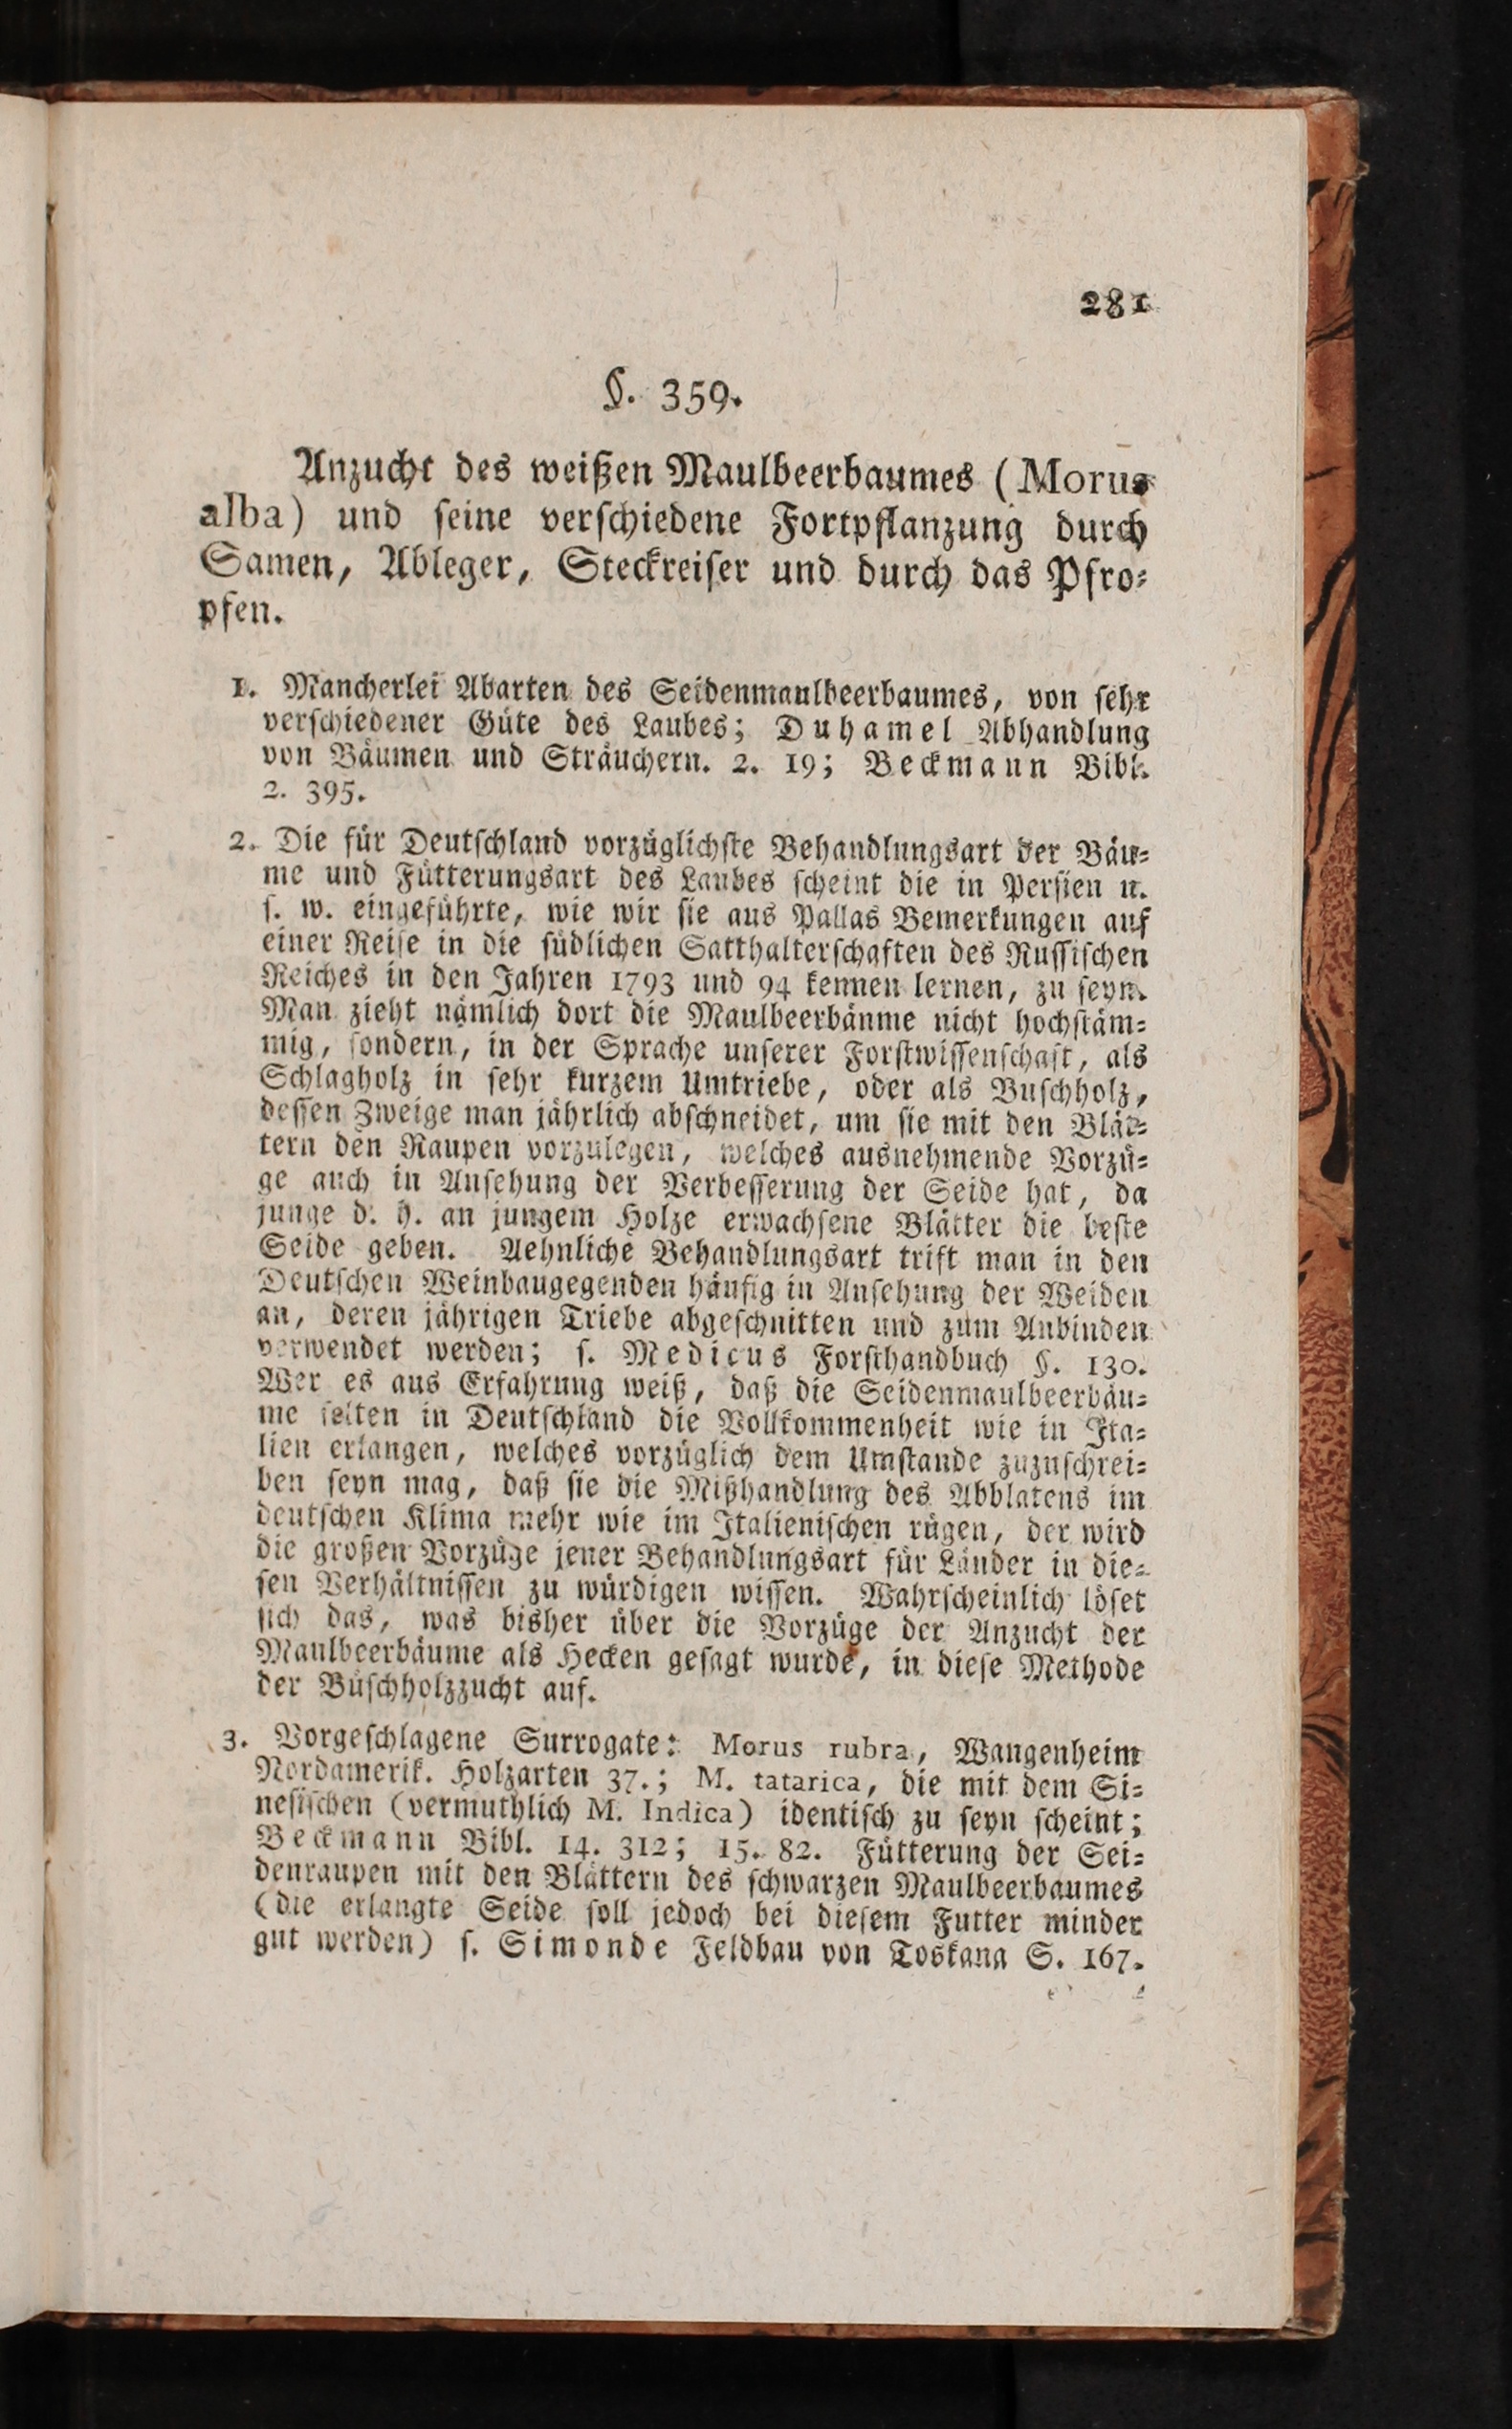 281
§. 359.
Anzucht des weißen Maulbeerbaumes (Morus
alba) und seine verschiedene Fortpflanzung durch
Samen, Ableger, Steckreiser und durch das Pfro-
pfen.
1. Mancherlei Abarten des Seidenmaulbeerbaumes, von sehr
verschiedener Güte des Laubes; Duhamel Abhandlung
von Bäumen und Sträuchern. 2. 19; Beckmann Bibl.
2. 395.
2. Die für Deutschland vorzüglichste Behandlungsart der Bäu-
me und Fütterungsart des Laubes scheint die in Persien u.
s. w. eingeführte, wie wir sie aus Pallas Bemerkungen auf
einer Reise in die südlichen Satthalterschaften des Russischen
Reiches in den Jahren 1793 und 94 kennen lernen, zu seyn.
Man zieht nämlich dort die Maulbeerbänme nicht hochstäm-
mig, sondern, in der Sprache unserer Forstwissenschaft, als
Schlagholz in sehr kurzem Umtriebe, oder als Buschholz,
dessen Zweige man jährlich abschneidet, um sie mit den Blät-
tern den Raupen vorzulegen, welches ausnehmende Vorzü-
ge auch in Ansehung der Verbesserung der Seide hat, da
junge d. h. an jungem Holze erwachsene Blätter die beste
Seide geben. Aehnliche Behandlungsart trift man in den
Deutschen Weinbaugegenden häufig in Ansehung der Weiden
an, deren jährigen Triebe abgeschnitten und zum Anbinden
verwendet werden; s. Medicus Forsthandbuch §. 130.
Wer es aus Erfahrung weiß, daß die Seidenmaulbeerbäu-
me selten in Deutschland die Vollkommenheit wie in Ita-
lien erlangen, welches vorzüglich dem Umstande zuzuschrei-
ben seyn mag, daß sie die Mißhandlung des Abblatens im
deutschen Klima mehr wie im Italienischen rügen, der wird
die großen Vorzüge jener Behandlungsart für Länder in die-
sen Verhältnissen zu würdigen wissen. Wahrscheinlich löset
sich das, was bisher über die Vorzüge der Anzucht der
Maulbeerbäume als Hecken gesagt wurde, in diese Methode
der Buschholzzucht auf.
3. Vorgeschlagene Surrogate: Morus rubra, Wangenheim
Nordamerik. Holzarten 37.; M. tatarica, die mit dem Si-
nesischen (vermuthlich M. Indica) identisch zu seyn scheint;
Beckmann Bibl. 14. 312; 15. 82. Fütterung der Sei-
denraupen mit den Blättern des schwarzen Maulbeerbaumes
(die erlangte Seide soll jedoch bei diesem Futter minder
gut werden) s. Simonde Feldbau von Toskana S. 167.